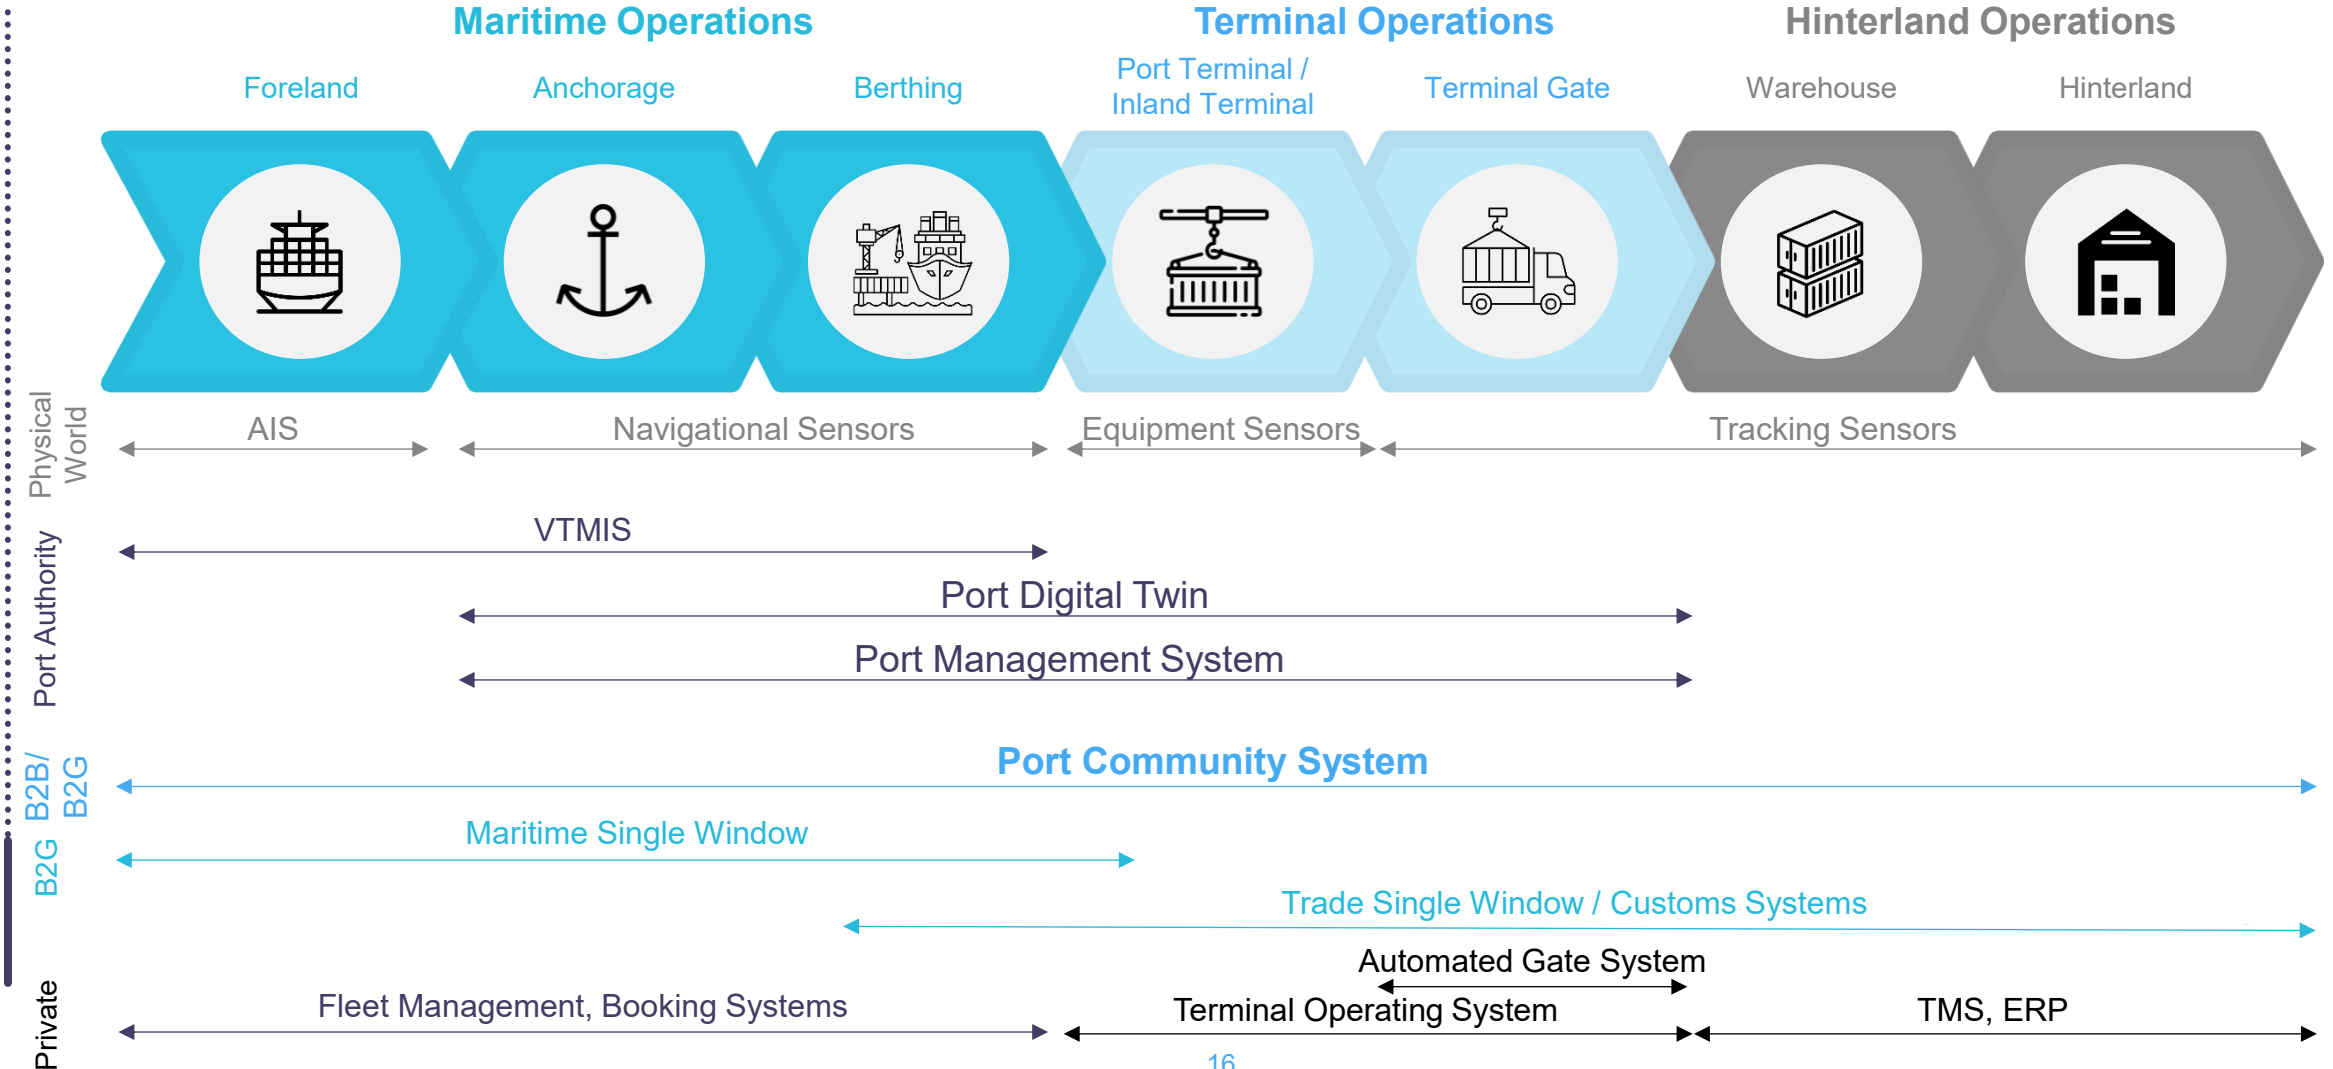 Maritime Operations
Terminal Operations
Hinterland Operations
Foreland
Anchorage
Berthing
Port Terminal /
Inland Terminal
Terminal Gate
Warehouse
Hinterland
Physical
World
AIS
Navigational Sensors
Equipment Sensors
Tracking Sensors
Port Authority
VTMIS
Port Digital Twin
Port Management System
B2B/
B2G
Port Community System
B2G
Maritime Single Window
Trade Single Window / Customs Systems
Private
Automated Gate System
Fleet Management, Booking Systems
Terminal Operating System
TMS, ERP
16